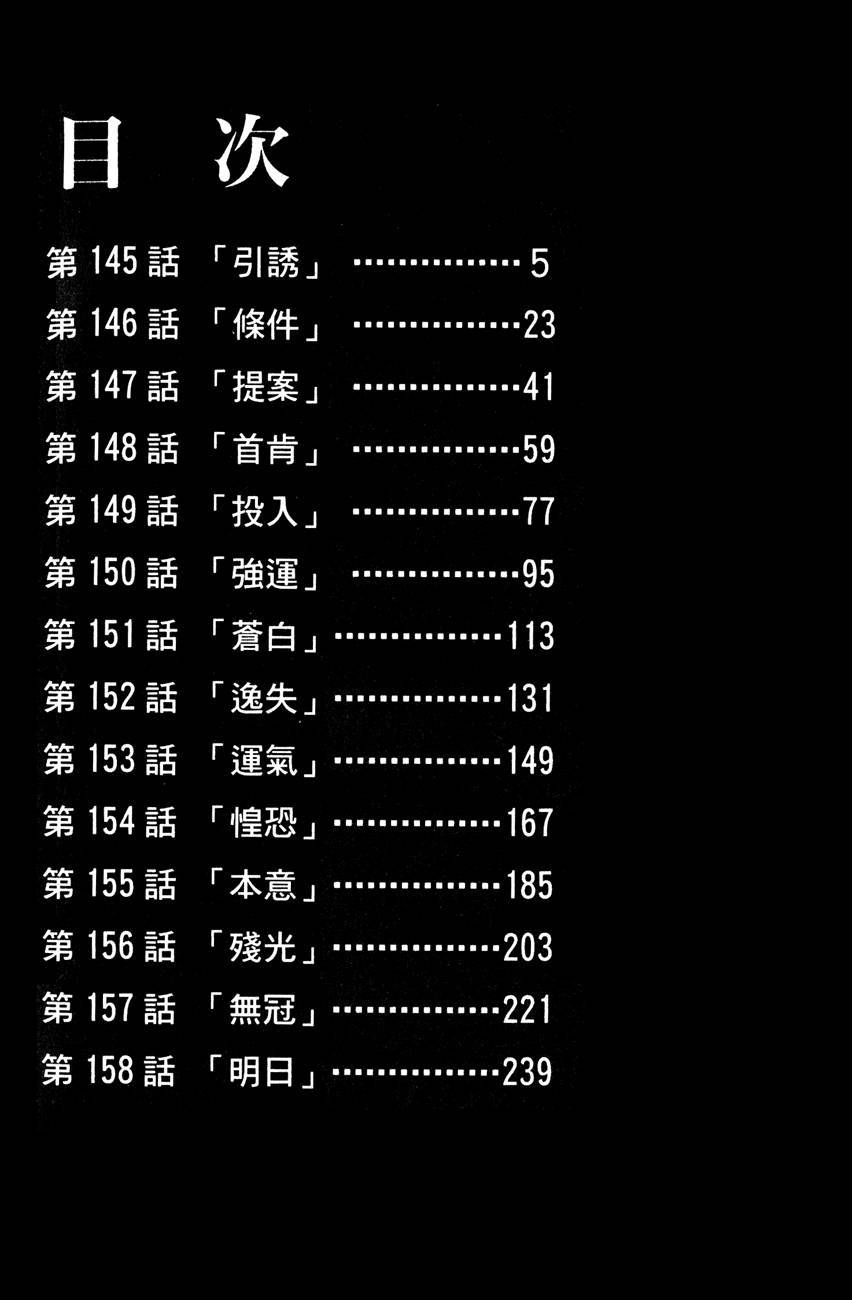 目 次
第 145 話 「引誘」 ··············· 5
第 146 話 「條件」 ···············23
第 147 話 「提案」 ···············41
第 148 話 「首肯」 ···············59
第 149 話 「投入」 ···············77
第 150 話 「強運」 ···············95
第 151 話 「蒼白」···············113
第 152 話 「逸失」···············131
第 153 話 「運氣」···············149
第 154 話 「惶恐」···············167
第 155 話 「本意」···············185
第 156 話 「殘光」···············203
第 157 話 「無冠」···············221
第 158 話 「明日」···············239